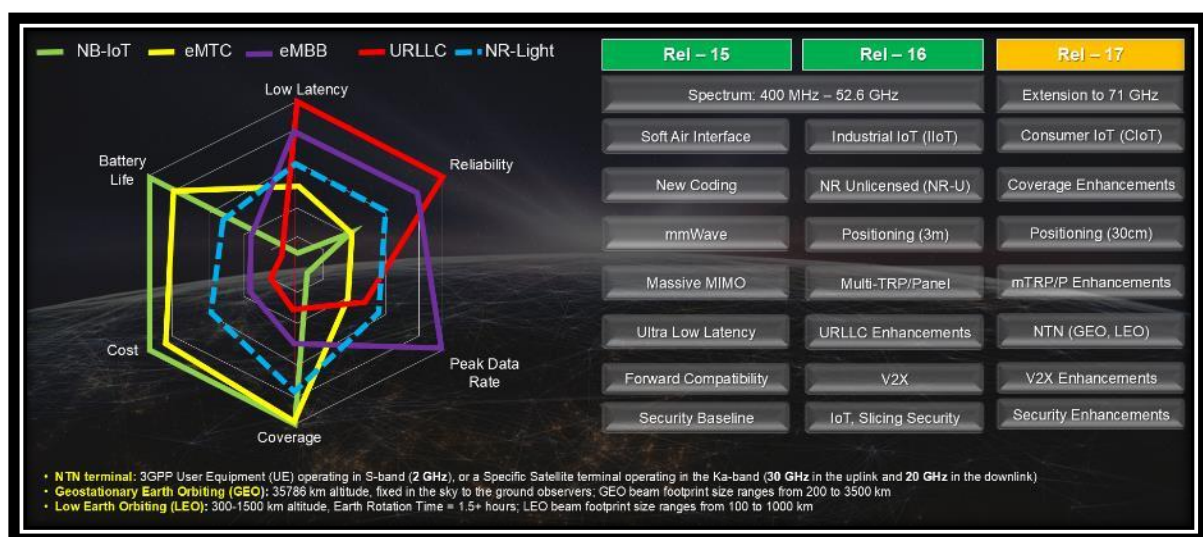 NB-IoT eMTC eMBB URLLC NR-Light
Low Latency
Battery
Life
Reliability
Cost
Peak Data
Rate
Coverage
Rel – 15 Rel – 16 Rel – 17
Spectrum: 400 MHz – 52.6 GHz Extension to 71 GHz
Soft Air Interface Industrial IoT (IIoT) Consumer IoT (CIoT)
New Coding NR Unlicensed (NR-U) Coverage Enhancements
mmWave Positioning (3m) Positioning (30cm)
Massive MIMO Multi-TRP/Panel mTRP/P Enhancements
Ultra Low Latency URLLC Enhancements NTN (GEO, LEO)
Forward Compatibility V2X V2X Enhancements
Security Baseline IoT, Slicing Security Security Enhancements
• NTN terminal: 3GPP User Equipment (UE) operating in S-band (2 GHz), or a Specific Satellite terminal operating in the Ka-band (30 GHz in the uplink and 20 GHz in the downlink)
• Geostationary Earth Orbiting (GEO): 35786 km altitude, fixed in the sky to the ground observers; GEO beam footprint size ranges from 200 to 3500 km
• Low Earth Orbiting (LEO): 300-1500 km altitude, Earth Rotation Time = 1.5+ hours; LEO beam footprint size ranges from 100 to 1000 km